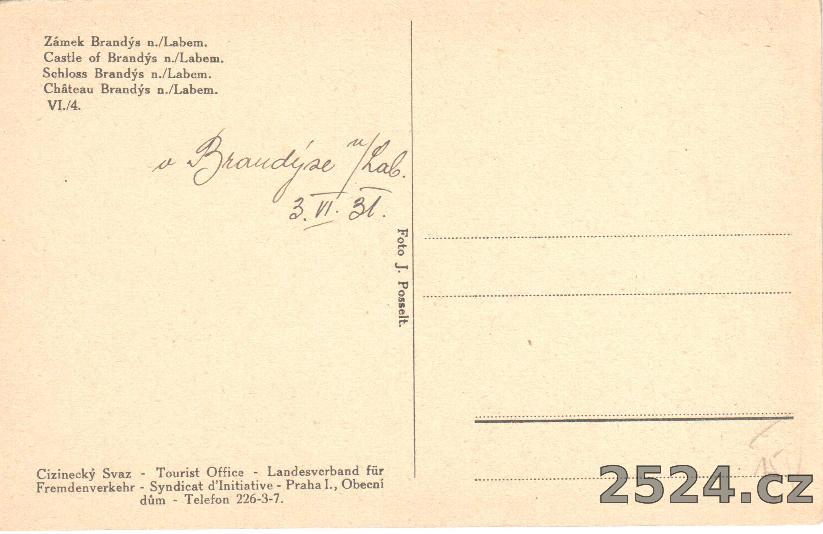 Zámek Brandýs n./Labem.
Castle of Brandýs n./Labem.
Schloss Brandýs n./Labem.
Château Brandýs n./Labem.
VI./4.
v Brandýse n/Lab.
3. VI. 31.
Foto J. Posselt.
Cizinecký Svaz - Tourist Office - Landesverband für
Fremdenverkehr - Syndicat d'Initiative - Praha I., Obecní
dům - Telefon 226-3-7.
2524.cz